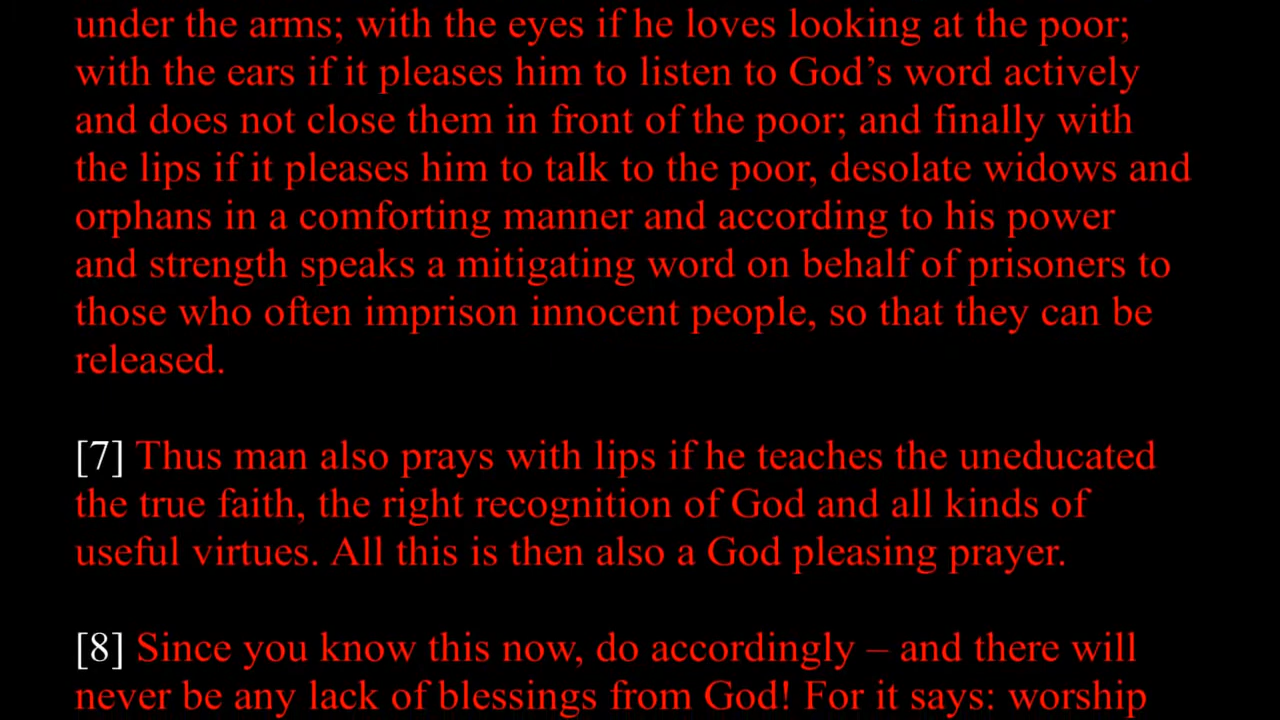 under the arms; with the eyes if he loves looking at the poor;
with the ears if it pleases him to listen to God’s word actively
and does not close them in front of the poor; and finally with
the lips if it pleases him to talk to the poor, desolate widows and
orphans in a comforting manner and according to his power
and strength speaks a mitigating word on behalf of prisoners to
those who often imprison innocent people, so that they can be
released.
[7] Thus man also prays with lips if he teaches the uneducated
the true faith, the right recognition of God and all kinds of
useful virtues. All this is then also a God pleasing prayer.
[8] Since you know this now, do accordingly – and there will
never be any lack of blessings from God! For it says: worship